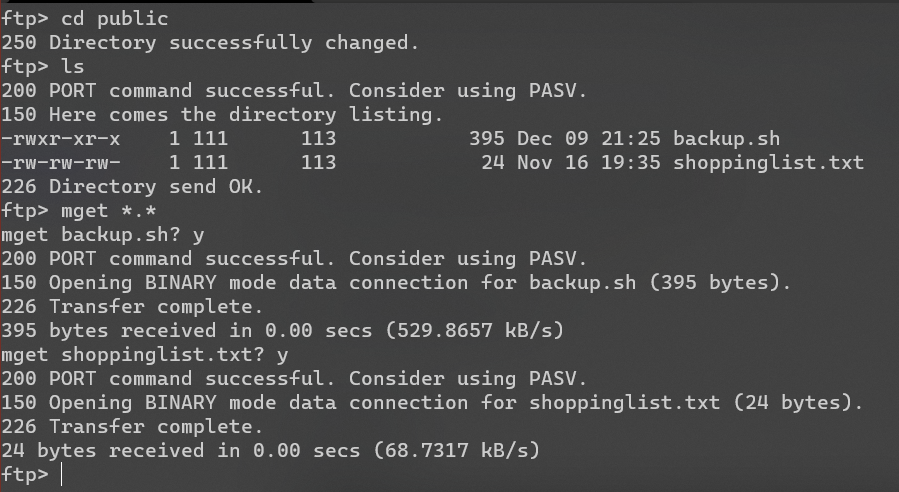 ftp> cd public
250 Directory successfully changed.
ftp> ls
200 PORT command successful. Consider using PASV.
150 Here comes the directory listing.
-rwxr-xr-x    1 111      113           395 Dec 09 21:25 backup.sh
-rw-rw-rw-    1 111      113            24 Nov 16 19:35 shoppinglist.txt
226 Directory send OK.
ftp> mget *.*
mget backup.sh? y
200 PORT command successful. Consider using PASV.
150 Opening BINARY mode data connection for backup.sh (395 bytes).
226 Transfer complete.
395 bytes received in 0.00 secs (529.8657 kB/s)
mget shoppinglist.txt? y
200 PORT command successful. Consider using PASV.
150 Opening BINARY mode data connection for shoppinglist.txt (24 bytes).
226 Transfer complete.
24 bytes received in 0.00 secs (68.7317 kB/s)
ftp>